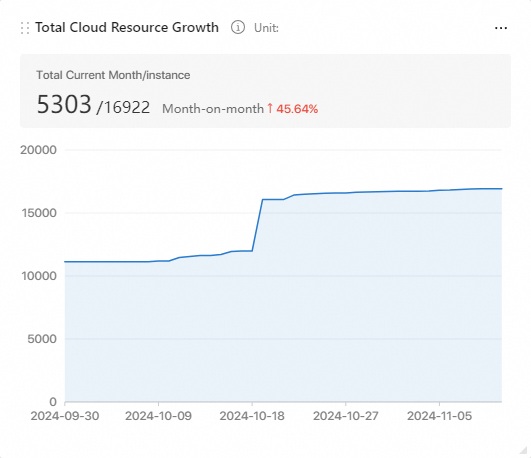 Total Cloud Resource Growth ⓘ Unit: ...
Total Current Month/instance
5303 /16922 Month-on-month ↑ 45.64%
20000
15000
10000
5000
0
2024-09-30 2024-10-09 2024-10-18 2024-10-27 2024-11-05